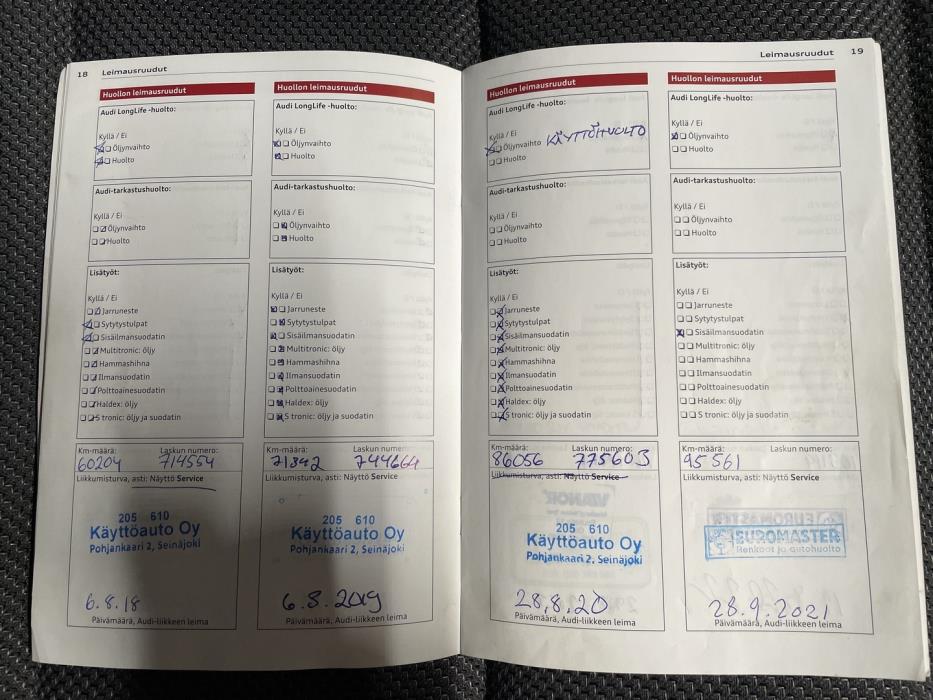 18 Leimausruudut
Huollon leimausruudut
Audi LongLife -huolto:
Kyllä / Ei
Öljynvaihto
Huolto
Audi-tarkastushuolto:
Kyllä / Ei
Öljynvaihto
Huolto
Lisätyöt:
Kyllä / Ei
Jarruneste
Sytytystulpat
Sisäilmansuodatin
Multitronic: öljy
Hammashihna
Ilmansuodatin
Polttoainesuodatin
Haldex: öljy
S tronic: öljy ja suodatin
Km-määrä: Laskun numero:
60204 714554
Liikkumisturva, asti: Näyttö Service
205 610
Käyttöauto Oy
Pohjankaari 2, Seinäjoki
6.8.18
Päivämäärä, Audi-liikkeen leima
Huollon leimausruudut
Audi LongLife -huolto:
Kyllä / Ei
Öljynvaihto
Huolto
Audi-tarkastushuolto:
Kyllä / Ei
Öljynvaihto
Huolto
Lisätyöt:
Kyllä / Ei
Jarruneste
Sytytystulpat
Sisäilmansuodatin
Multitronic: öljy
Hammashihna
Ilmansuodatin
Polttoainesuodatin
Haldex: öljy
S tronic: öljy ja suodatin
Km-määrä: Laskun numero:
71342 744664
Liikkumisturva, asti: Näyttö Service
205 610
Käyttöauto Oy
Pohjankaari 2, Seinäjoki
6.8.2019
Päivämäärä, Audi-liikkeen leima
Leimausruudut 19
Huollon leimausruudut
Audi LongLife -huolto:
Kyllä / Ei
Öljynvaihto KÄYTTÖHUOLTO
Huolto
Audi-tarkastushuolto:
Kyllä / Ei
Öljynvaihto
Huolto
Lisätyöt:
Kyllä / Ei
Jarruneste
Sytytystulpat
Sisäilmansuodatin
Multitronic: öljy
Hammashihna
Ilmansuodatin
Polttoainesuodatin
Haldex: öljy
S tronic: öljy ja suodatin
Km-määrä: Laskun numero:
86056 775603
Liikkumisturva, asti: Näyttö Service
205 610
Käyttöauto Oy
Pohjankaari 2, Seinäjoki
28.8.20
Päivämäärä, Audi-liikkeen leima
Huollon leimausruudut
Audi LongLife -huolto:
Kyllä / Ei
Öljynvaihto
Huolto
Audi-tarkastushuolto:
Kyllä / Ei
Öljynvaihto
Huolto
Lisätyöt:
Kyllä / Ei
Jarruneste
Sytytystulpat
Sisäilmansuodatin
Multitronic: öljy
Hammashihna
Ilmansuodatin
Polttoainesuodatin
Haldex: öljy
S tronic: öljy ja suodatin
Km-määrä: Laskun numero:
95561
Liikkumisturva, asti: Näyttö Service
EUROMASTER
EUROMASTER
Renkaat ja autohuolto
28.9.2021
Päivämäärä, Audi-liikkeen leima